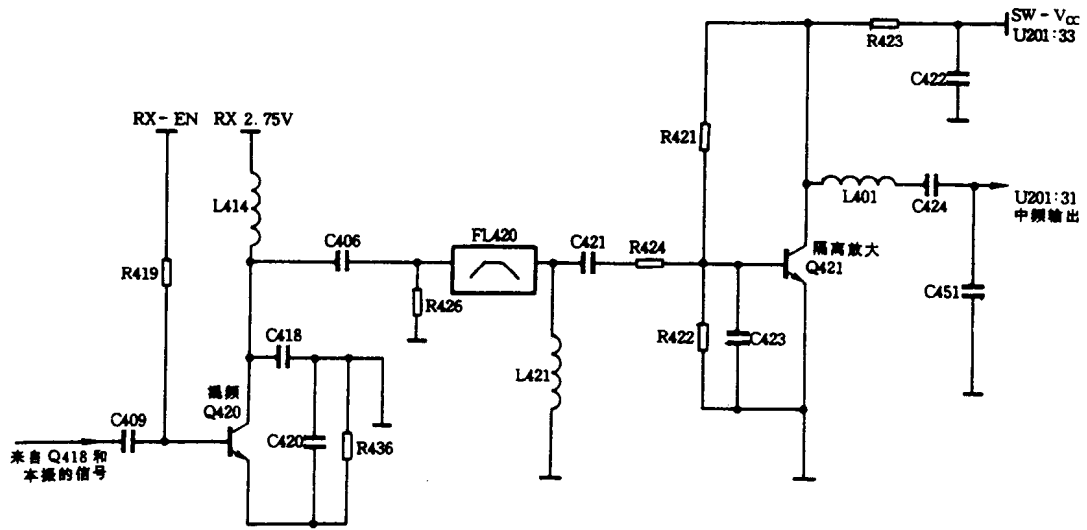 SW-V_CC
U201:33
R423
C422
RX-EN
RX 2.75V
R421
L414
L401
C424
U201:31
中频输出
C406
FL420
C421
R424
隔离放大
Q421
R419
R426
C451
C418
R422
C423
L421
混频
Q420
C409
C420
R436
来自 Q418 和
本振的信号